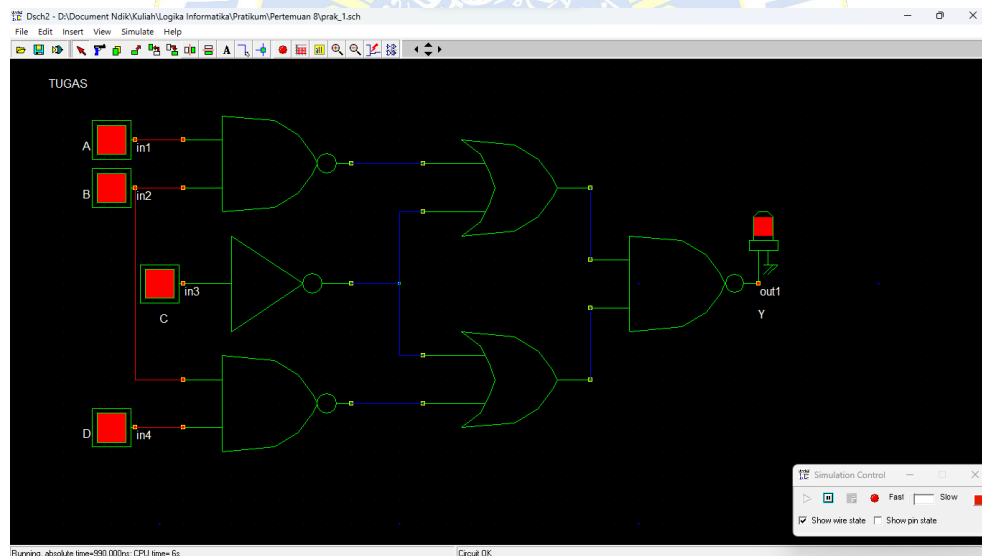 Dsch2 - D:\Document Ndik\Kuliah\Logika Informatika\Pratikum\Pertemuan 8\prak_1.sch
File Edit Insert View Simulate Help
TUGAS
A
in1
B
in2
in3
C
out1
Y
D
in4
Simulation Control
Fast
Slow
Show wire state
Show pin state
Running, absolute time=990.000ns; CPU time= 6s
Circuit OK